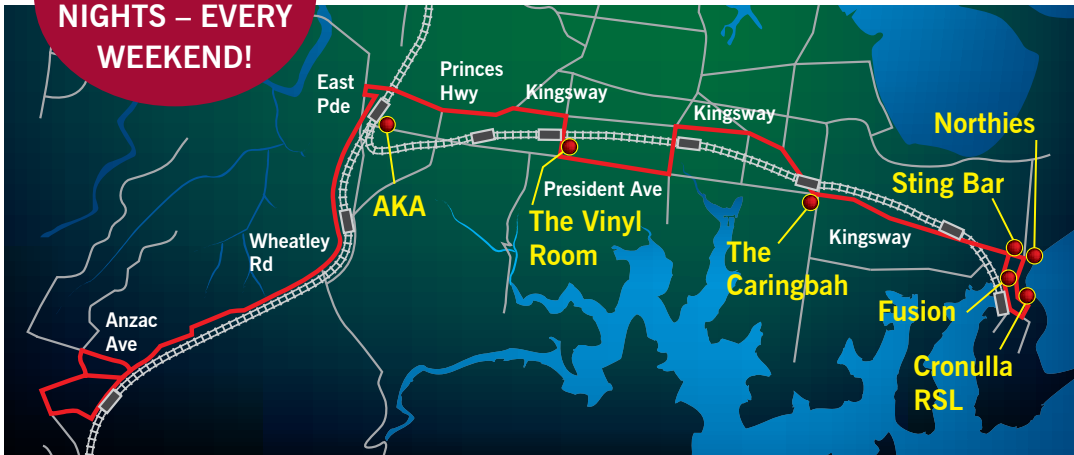 NIGHTS – EVERY
WEEKEND!
East
Pde
Princes
Hwy
Kingsway
Kingsway
Northies
Sting Bar
AKA
The Vinyl
Room
President Ave
The
Caringbah
Kingsway
Wheatley
Rd
Fusion
Anzac
Ave
Cronulla
RSL